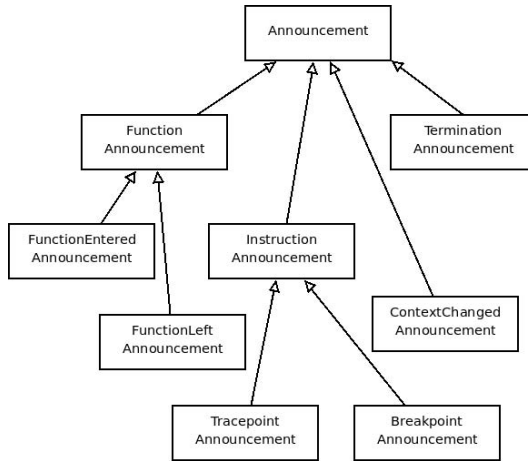 Announcement
Function
Announcement
Termination
Announcement
FunctionEntered
Announcement
Instruction
Announcement
FunctionLeft
Announcement
ContextChanged
Announcement
Tracepoint
Announcement
Breakpoint
Announcement